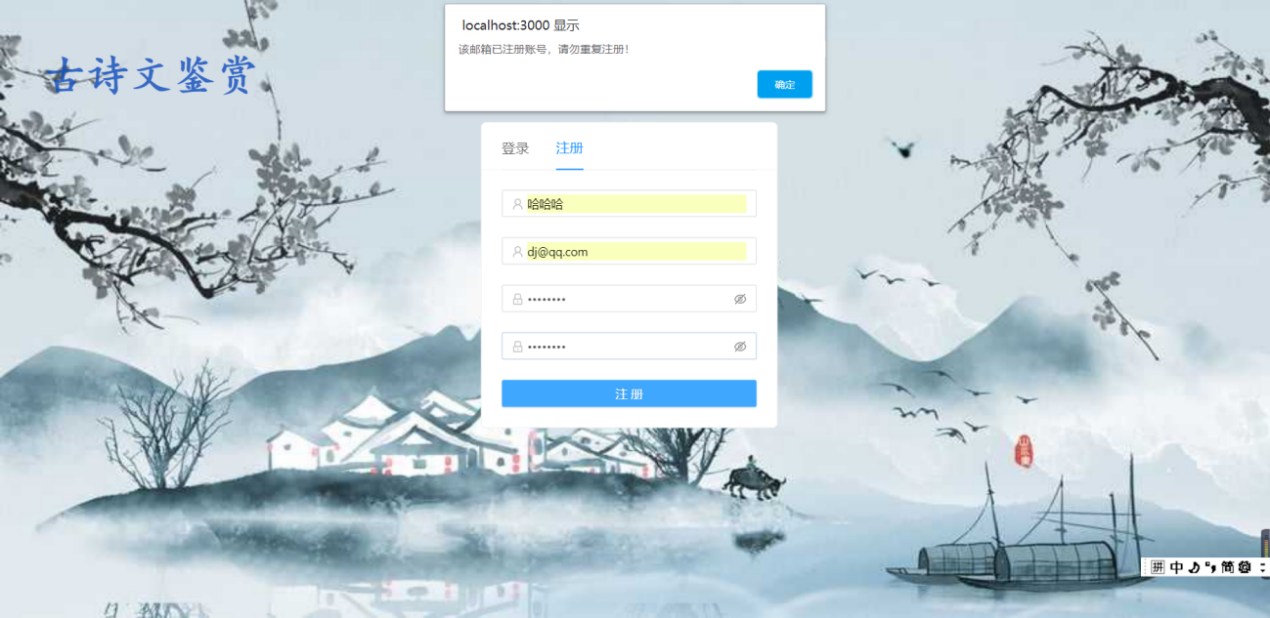 localhost:3000 显示
该邮箱已注册账号，请勿重复注册！
确定
古诗文鉴赏
登录 注册
哈哈哈
dj@qq.com
••••••••
••••••••
注 册
拼 中 简